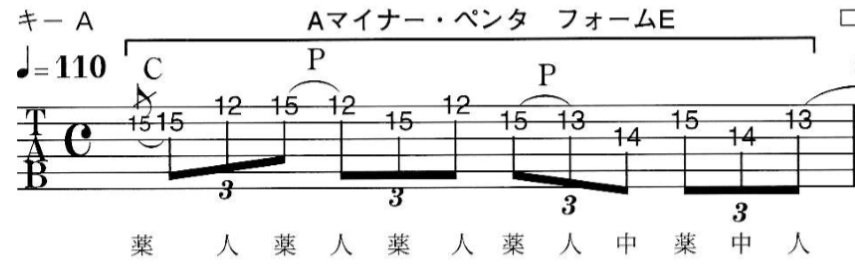 キー A Aマイナー・ペンタ フォームE
♩= 110 C P P
15 15 12 15 12 15 12 15 13 14 15 14 13
TAB C
3 3 3 3
薬 人 薬 人 薬 人 薬 人 中 薬 中 人